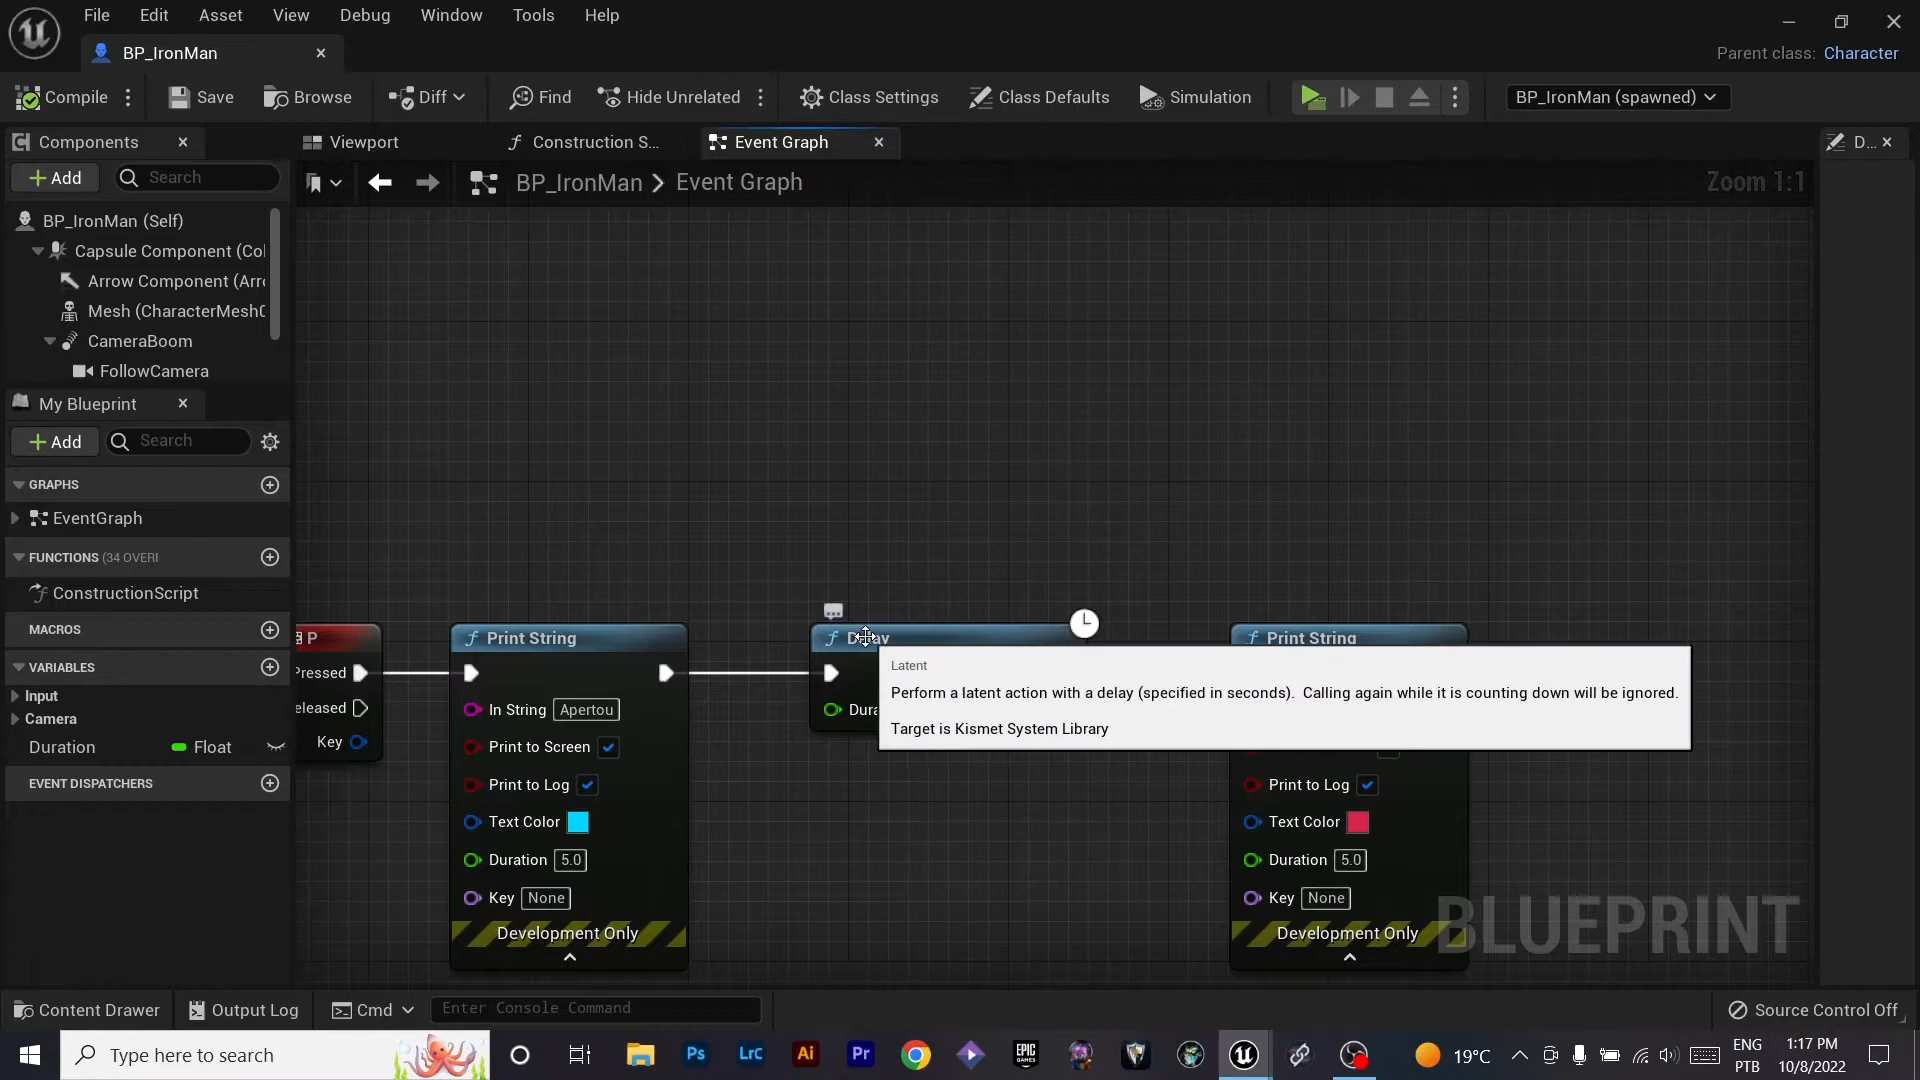 File Edit Asset View Debug Window Tools Help
BP_IronMan
Parent class: Character
Compile Save Browse Diff Find Hide Unrelated Class Settings Class Defaults Simulation BP_IronMan (spawned)
Components
Viewport Construction S... Event Graph D...
Add Search
BP_IronMan > Event Graph
Zoom 1:1
BP_IronMan (Self)
Capsule Component (Col
Arrow Component (Arro
Mesh (CharacterMesh0
CameraBoom
FollowCamera
My Blueprint
Add Search
GRAPHS
EventGraph
FUNCTIONS (34 OVERI
ConstructionScript
MACROS
VARIABLES
Input
Camera
Duration Float
EVENT DISPATCHERS
P
Pressed
eleased
Key
Print String
In String Apertou
Print to Screen
Print to Log
Text Color
Duration 5.0
Key None
Development Only
Delay
Dura
Latent
Perform a latent action with a delay (specified in seconds). Calling again while it is counting down will be ignored.
Target is Kismet System Library
Print String
Print to Log
Text Color
Duration 5.0
Key None
Development Only
BLUEPRINT
Content Drawer Output Log Cmd Enter Console Command Source Control Off
Type here to search
Ps LrC Ai Pr EPIC GAMES
19°C
ENG
PTB
1:17 PM
10/8/2022